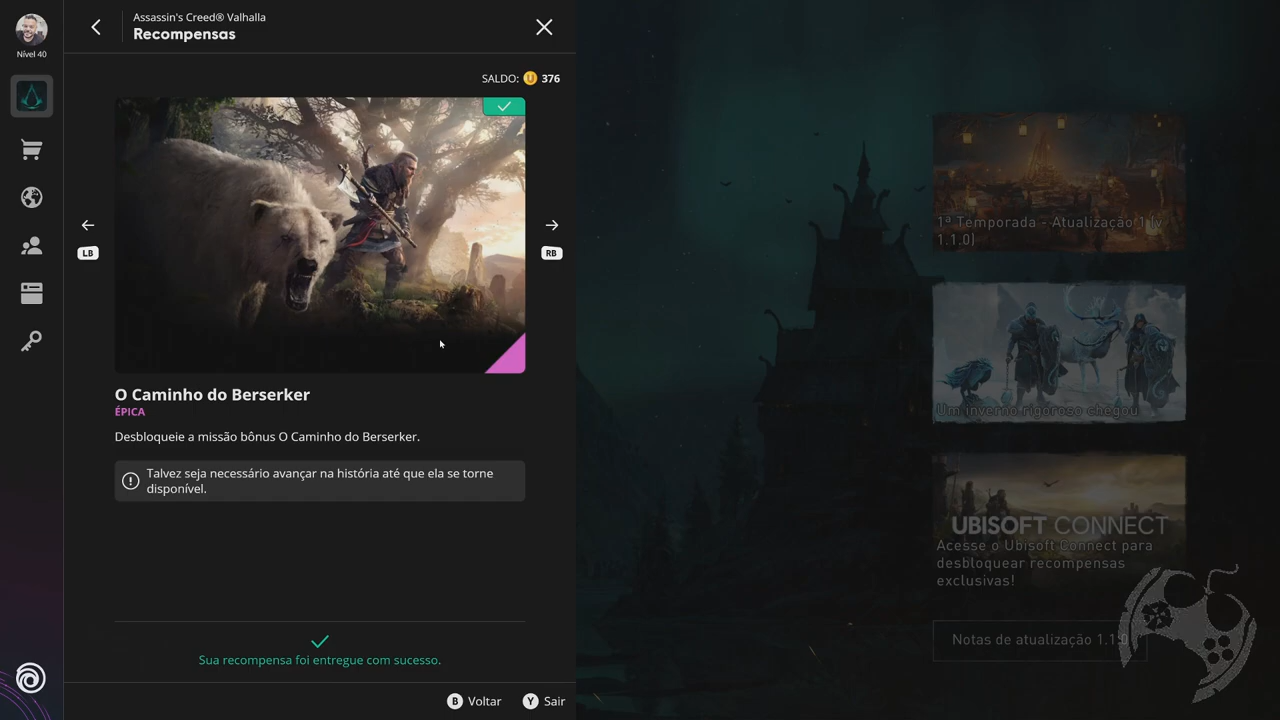 Assassin's Creed® Valhalla
Recompensas
Nível 40
SALDO: 376
LB
RB
O Caminho do Berserker
ÉPICA
Desbloqueie a missão bônus O Caminho do Berserker.
Talvez seja necessário avançar na história até que ela se torne
disponível.
Sua recompensa foi entregue com sucesso.
B Voltar
Y Sair
1ª Temporada - Atualização 1 [v
1.1.0]
Um inverno rigoroso chegou
UBISOFT CONNECT
Acesse o Ubisoft Connect para
desbloquear recompensas
exclusivas!
Notas de atualização 1.1.0